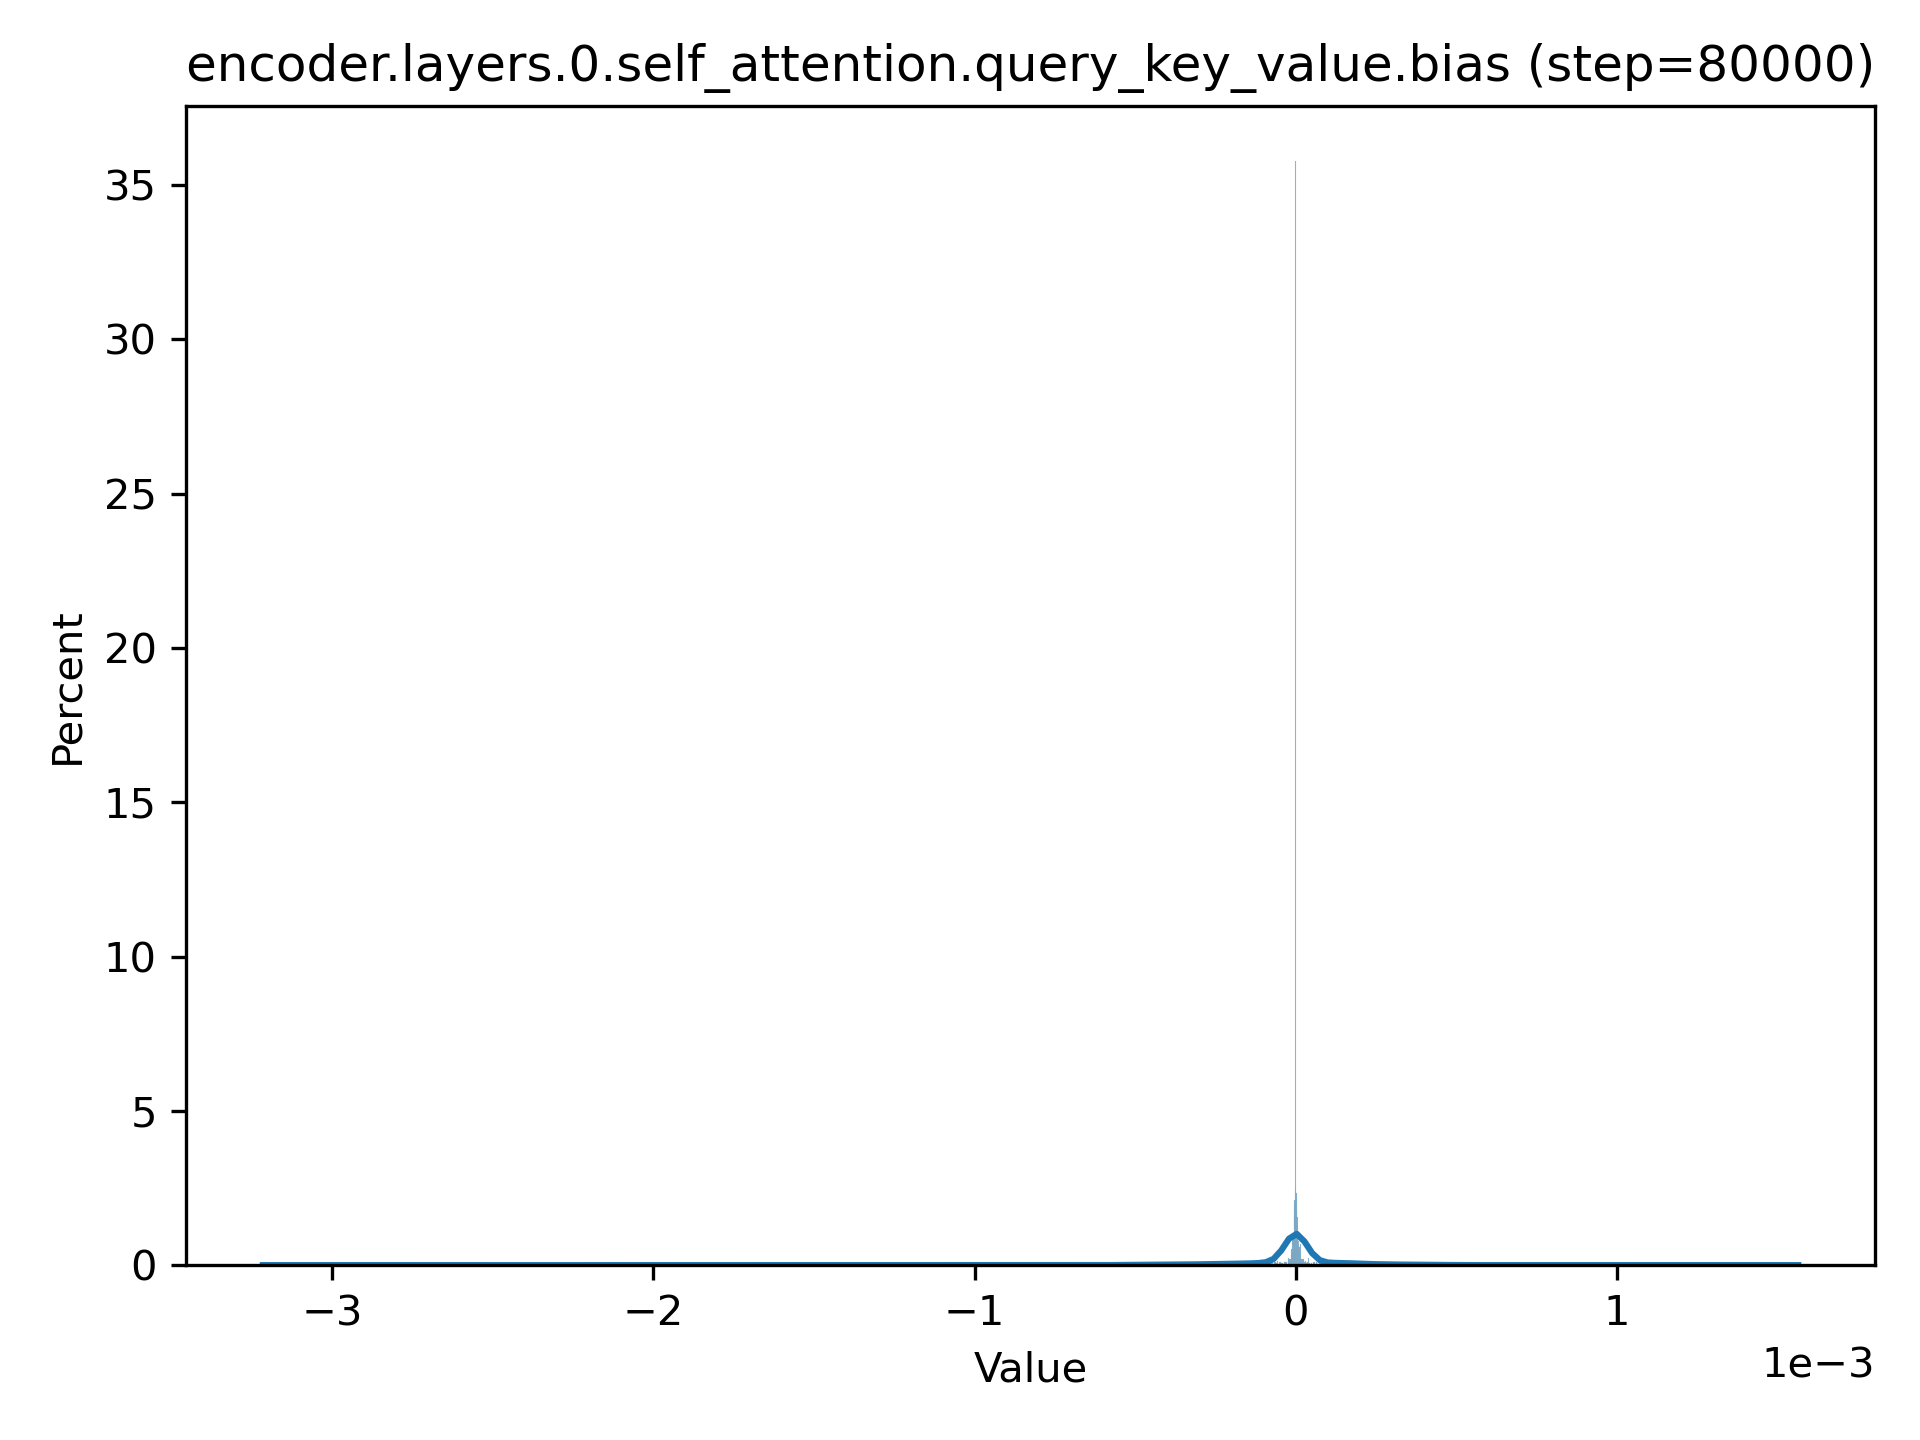 encoder.layers.0.self_attention.query_key_value.bias (step=80000)
35
30
25
20
15
10
5
0
Percent
−3 −2 −1 0 1
1e−3
Value